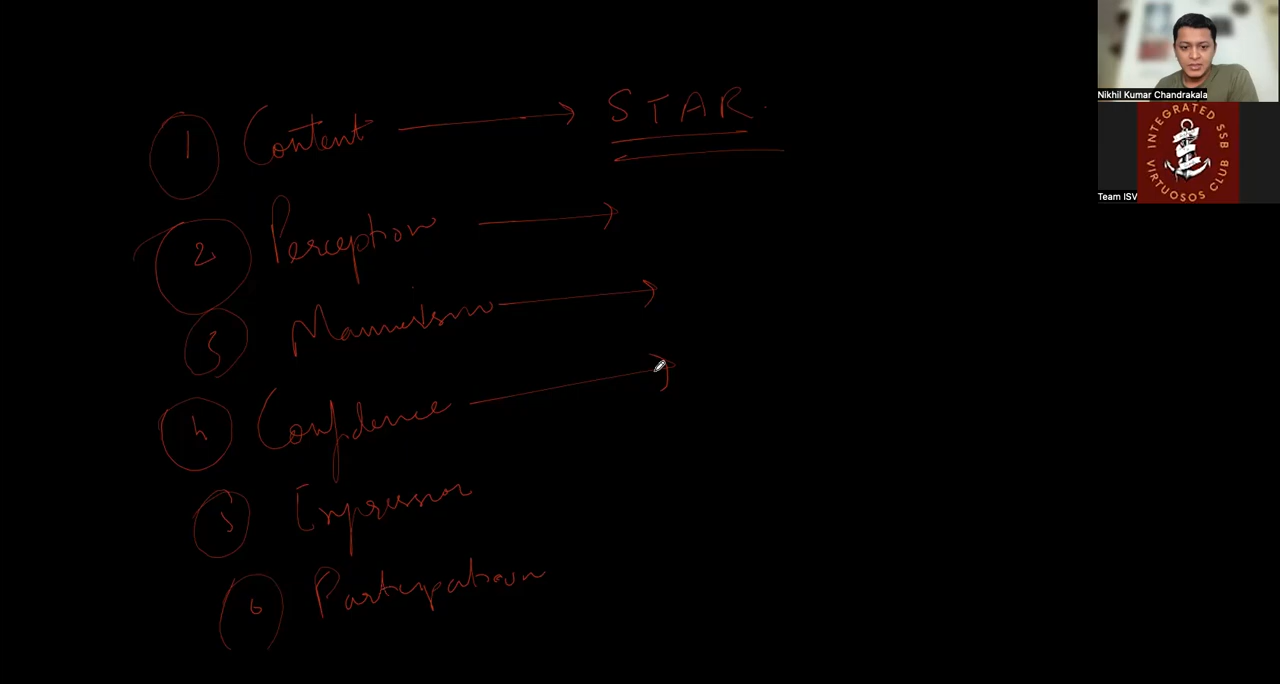 1 Content → STAR.
2 Perception →
3 Mannerism →
4 Confidence →
5 Expression
6 Participation
Nikhil Kumar Chandrakala
INTEGRATED SSB
VIRTUOSOS CLUB
Team ISV